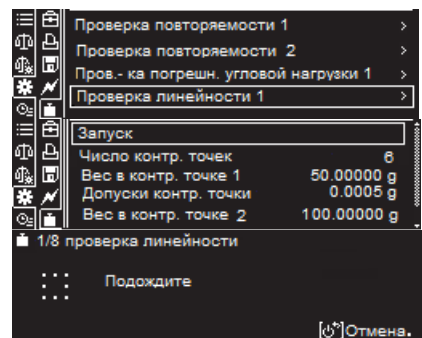 Проверка повторяемости 1 >
Проверка повторяемости 2 >
Пров.- ка погрешн. угловой нагрузки 1 >
Проверка линейности 1 >
Запуск
Число контр. точек 6
Вес в контр. точке 1 50.00000 g
Допуски контр. точки 0.0005 g
Вес в контр. точке 2 100.00000 g
1/8 проверка линейности
Подождите
[⏻]Отмена.